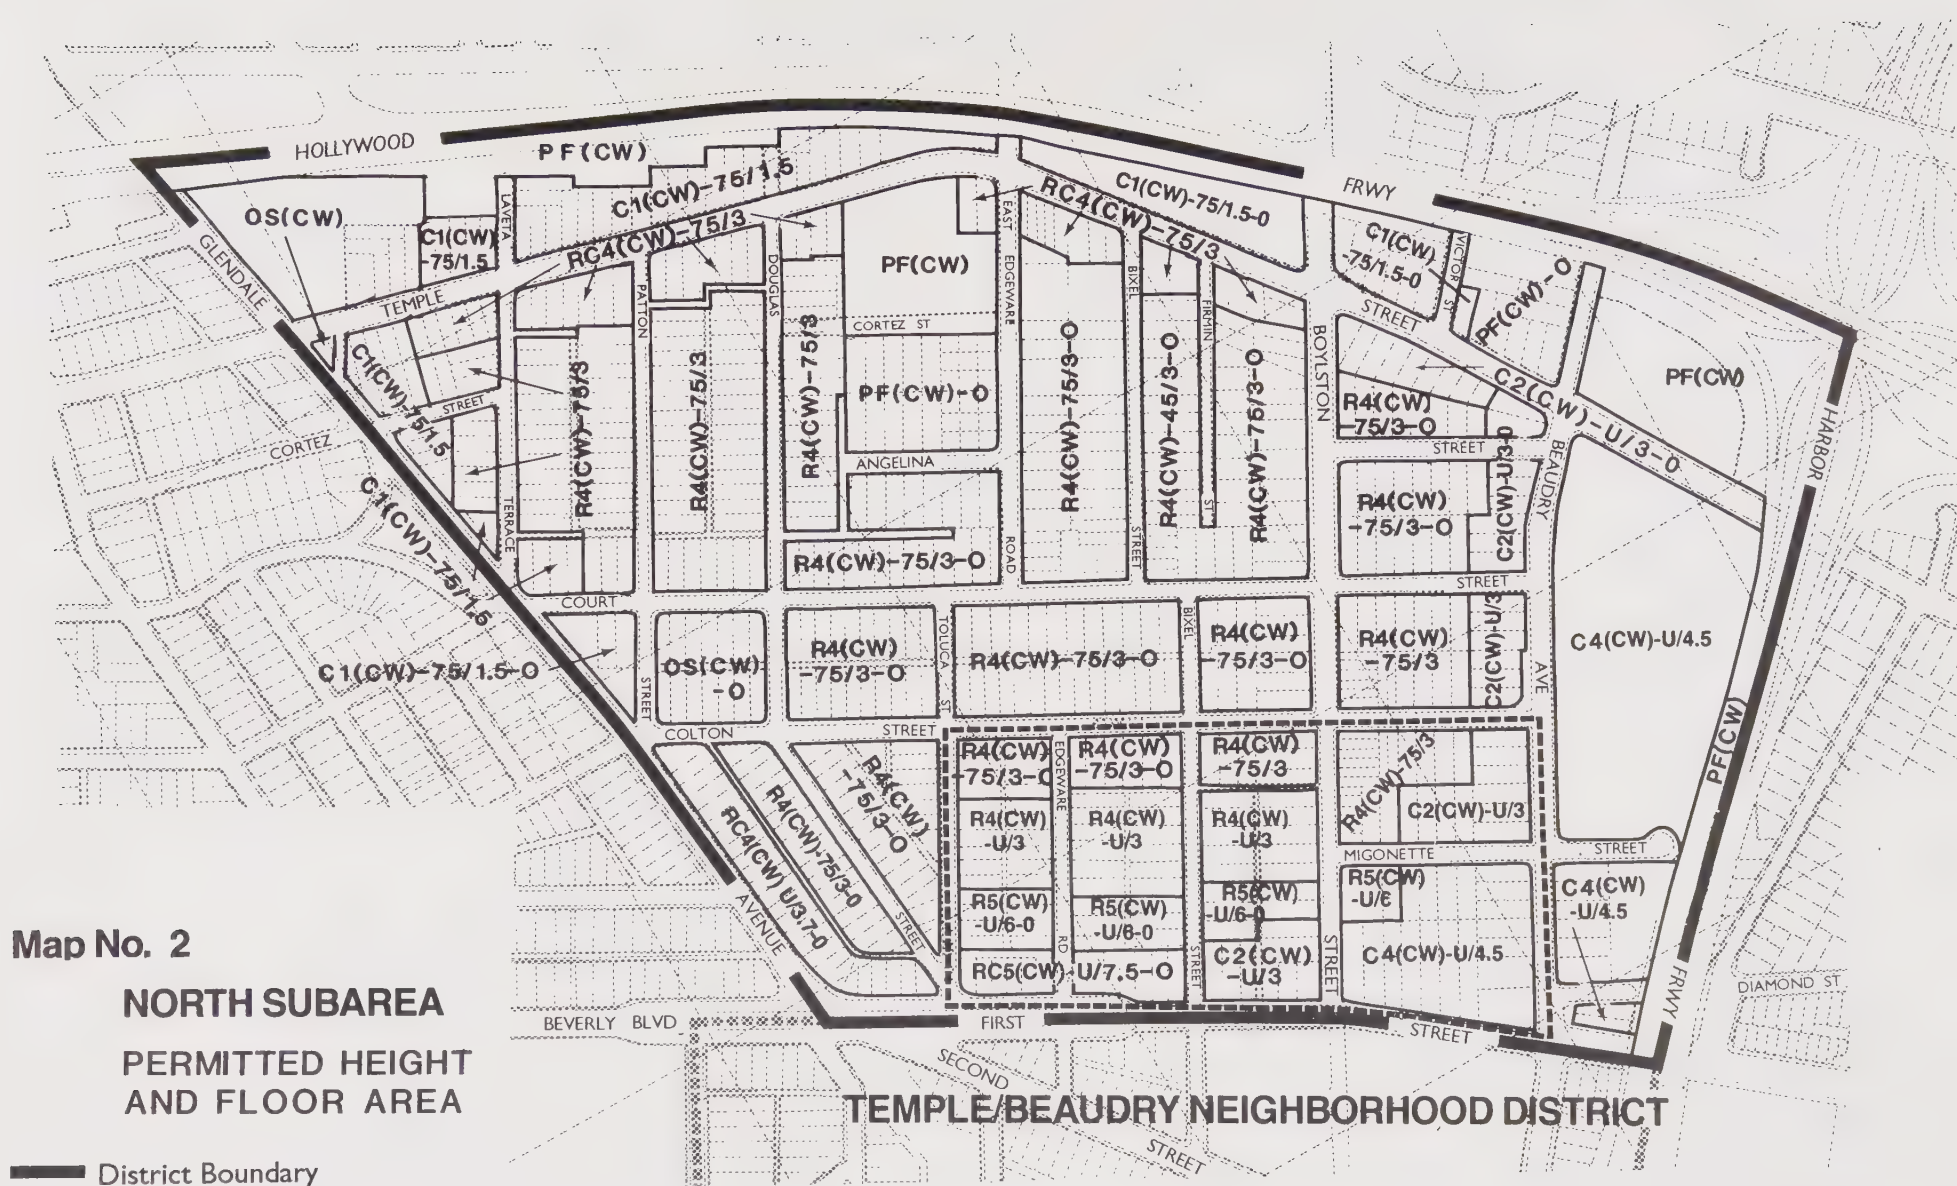 HOLLYWOOD
FRWY
PF(CW)
C1(CW)-75/1.5
C1(CW)-75/1.5-0
RC4(CW)-75/3
OS(CW)
GLENDALE
C1(CW)
-75/1.5
LAVETA
RC4(CW)-75/3
TEMPLE
PATTON
DOUGLAS
PF(CW)
EAST
EDGEWARE
BIXEL
FIRMIN
ST
C1(CW)
-75/1.5-0
VICTOR
ST
PF(CW)-O
STREET
BOYLSTON
PF(CW)
HARBOR
CORTEZ ST
C1(CW)-75/1.5
STREET
CORTEZ
R4(CW)-75/3
R4(CW)-75/3
R4(CW)-75/3
PF(CW)-O
R4(CW)-75/3-O
R4(CW)-45/3-O
R4(CW)-75/3-O
R4(CW)
-75/3-O
C2(CW)-U/3-O
STREET
BEAUDRY
ANGELINA
TERRACE
C1(CW)-75/1.5
ROAD
STREET
R4(CW)-75/3-O
R4(CW)
-75/3-O
C2(CW)-U/3-0
STREET
COURT
C1(CW)-75/1.5-O
STREET
OS(CW)
-O
R4(CW)
-75/3-O
TOLUCA
ST
R4(CW)-75/3-O
BIXEL
R4(CW)
-75/3-O
R4(CW)
-75/3
C2(CW)-U/3
AVE
C4(CW)-U/4.5
PF(CW)
COLTON
STREET
RC4(CW) U/3.7-0
R4(CW)-75/3-0
R4(CW)
-75/3-O
STREET
AVENUE
R4(CW)
-75/3-O
EDGEWARE
RD
R4(CW)
-75/3-O
R4(CW)
-75/3
R4(CW)-75/3
C2(CW)-U/3
R4(CW)
-U/3
R4(CW)
-U/3
R4(CW)
-U/3
MIGONETTE
STREET
R5(CW)
-U/6-0
R5(CW)
-U/6-0
R5(CW)
-U/6-0
R5(CW)
-U/6
C4(CW)
-U/4.5
RC5(CW)-U/7.5-O
STREET
C2(CW)
-U/3
STREET
C4(CW)-U/4.5
FRWY
DIAMOND ST
BEVERLY BLVD
FIRST
STREET
SECOND
STREET
Map No. 2
NORTH SUBAREA
PERMITTED HEIGHT
AND FLOOR AREA
TEMPLE/BEAUDRY NEIGHBORHOOD DISTRICT
District Boundary